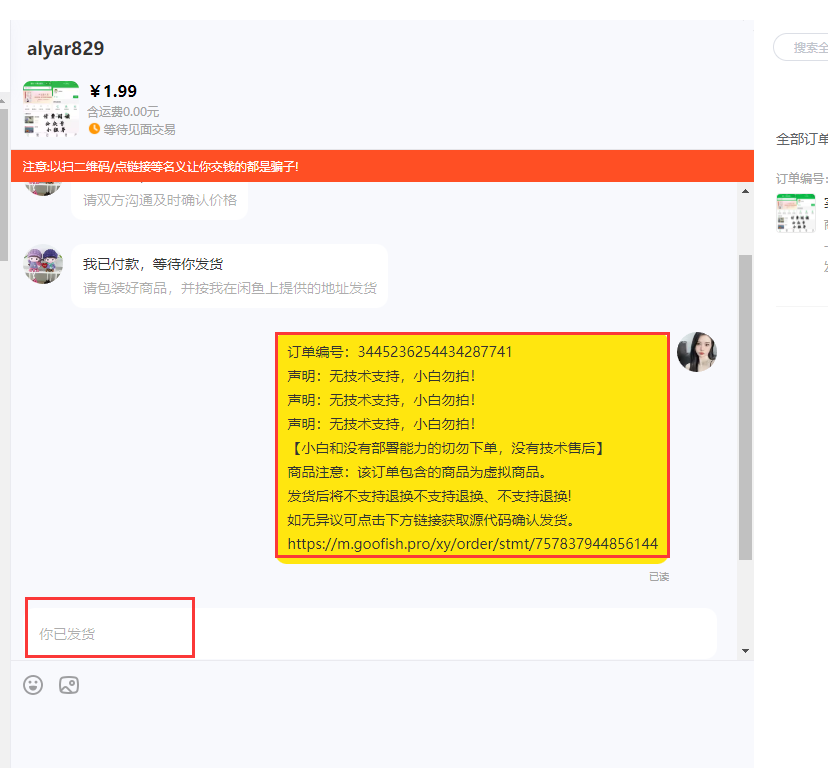 alyar829
¥1.99
含运费0.00元
等待见面交易
注意:以扫二维码/点链接等名义让你交钱的都是骗子!
请双方沟通及时确认价格
我已付款，等待你发货
请包装好商品，并按我在闲鱼上提供的地址发货
订单编号：3445236254434287741
声明：无技术支持，小白勿拍！
声明：无技术支持，小白勿拍！
声明：无技术支持，小白勿拍！
【小白和没有部署能力的切勿下单，没有技术售后】
商品注意：该订单包含的商品为虚拟商品。
发货后将不支持退换不支持退换、不支持退换!
如无异议可点击下方链接获取源代码确认发货。
https://m.goofish.pro/xy/order/stmt/757837944856144
已读
你已发货
搜索全
全部订单
订单编号: